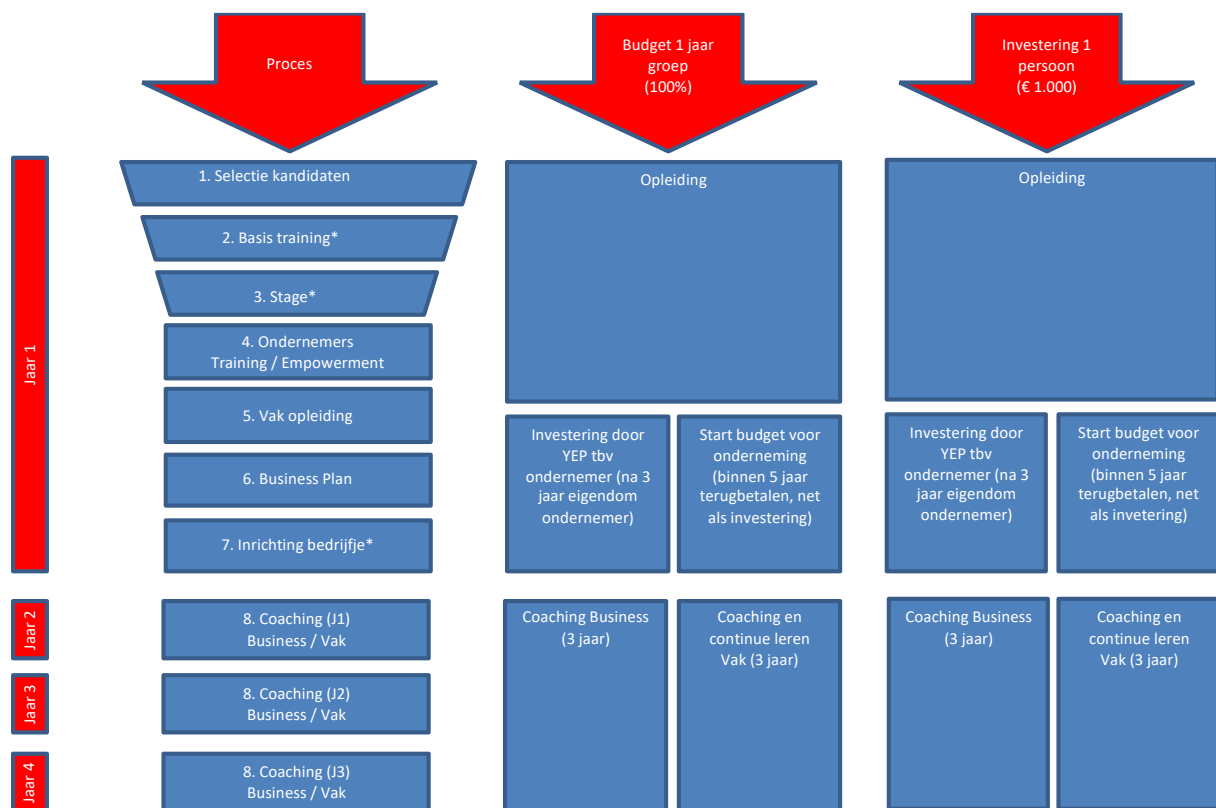 Proces
Budget 1 jaar
groep
(100%)
Investering 1
persoon
(€ 1.000)
Jaar 1
1. Selectie kandidaten
2. Basis training*
3. Stage*
4. Ondernemers
Training / Empowerment
5. Vak opleiding
6. Business Plan
7. Inrichting bedrijfje*
Opleiding
Investering door
YEP tbv
ondernemer (na 3
jaar eigendom
ondernemer)
Start budget voor
onderneming
(binnen 5 jaar
terugbetalen, net
als investering)
Opleiding
Investering door
YEP tbv
ondernemer (na 3
jaar eigendom
ondernemer)
Start budget voor
onderneming
(binnen 5 jaar
terugbetalen, net
als invetering)
Jaar 2
8. Coaching (J1)
Business / Vak
Jaar 3
8. Coaching (J2)
Business / Vak
Jaar 4
8. Coaching (J3)
Business / Vak
Coaching Business
(3 jaar)
Coaching en
continue leren
Vak (3 jaar)
Coaching Business
(3 jaar)
Coaching en
continue leren
Vak (3 jaar)